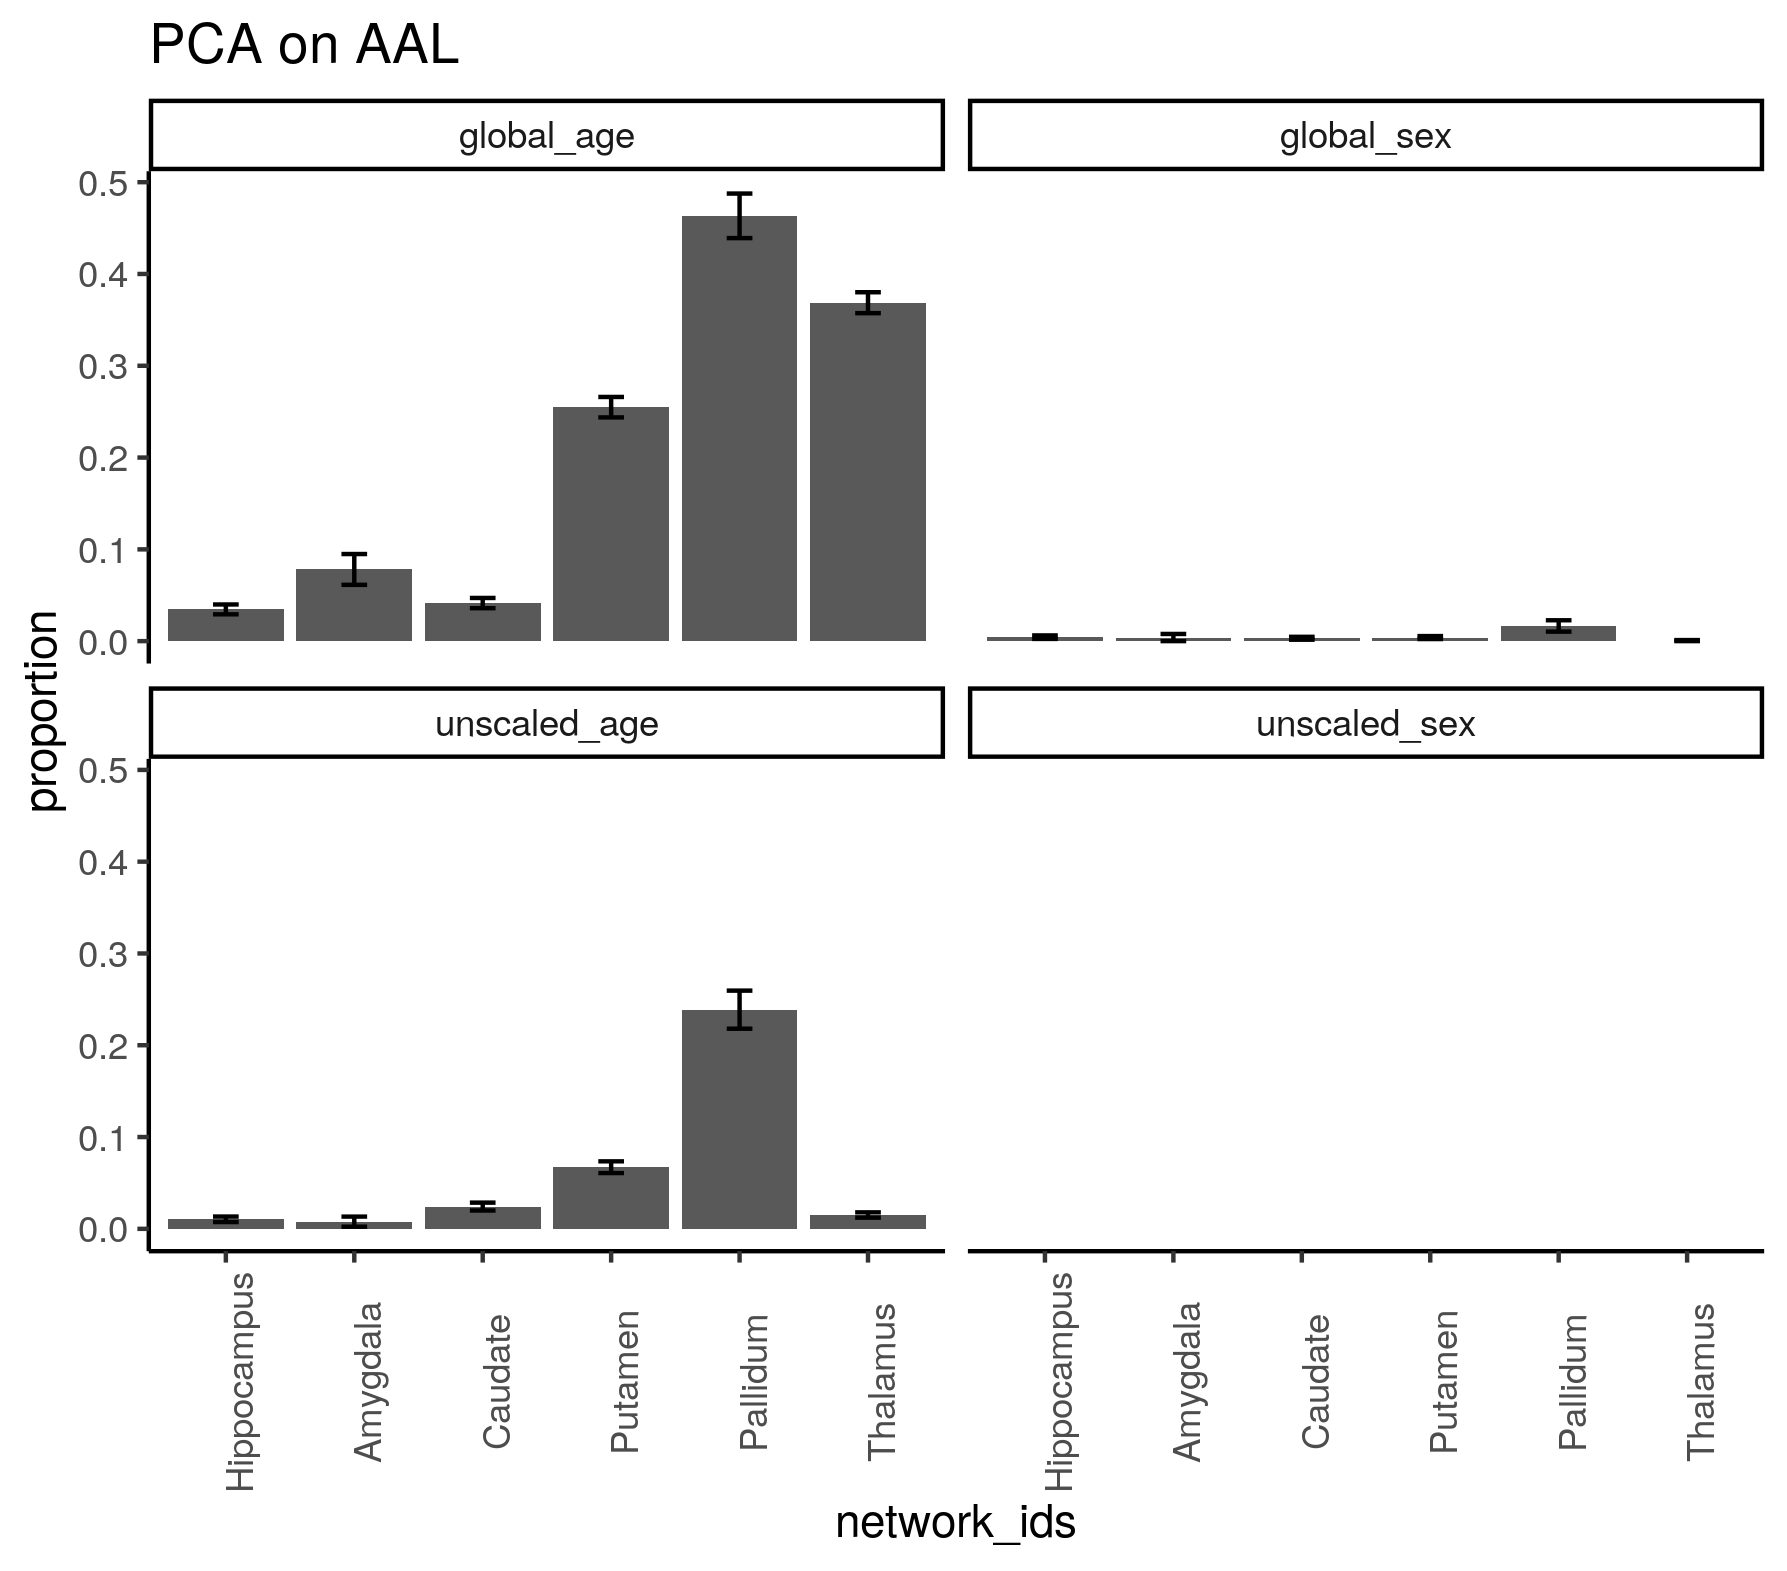 PCA on AAL
global_age
global_sex
0.5
0.4
0.3
0.2
0.1
0.0
unscaled_age
unscaled_sex
0.5
0.4
0.3
0.2
0.1
0.0
proportion
Hippocampus
Amygdala
Caudate
Putamen
Pallidum
Thalamus
Hippocampus
Amygdala
Caudate
Putamen
Pallidum
Thalamus
network_ids